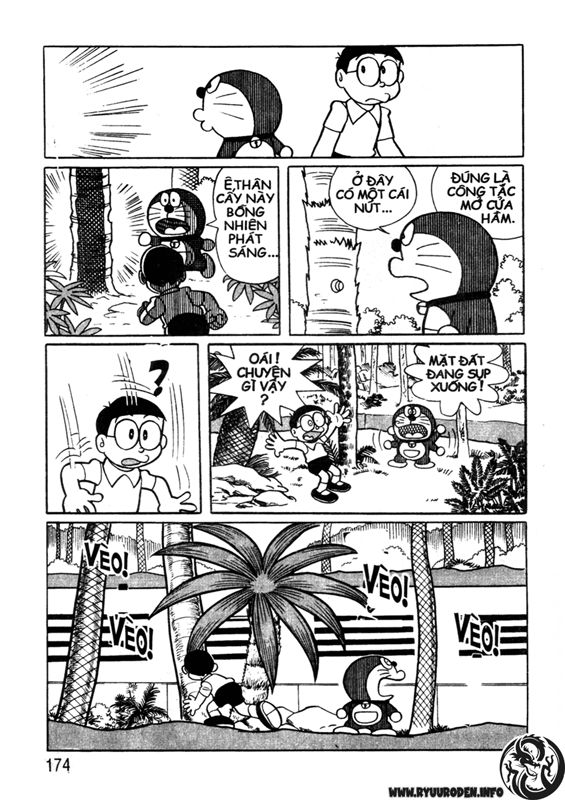 Ê, THÂN
CÂY NÀY
BỖNG
NHIÊN
PHÁT
SÁNG...
Ở ĐÂY
CÓ MỘT CÁI
NÚT...
ĐÚNG LÀ
CÔNG TẮC
MỞ CỬA
HẦM.
?
OÁI!
CHUYỆN
GÌ VẬY
?
MẶT ĐẤT
ĐANG SỤP
XUỐNG!
VÈO!
VÈO!
VÈO!
VÈO!
174
WWW.RYUURODEN.INFO